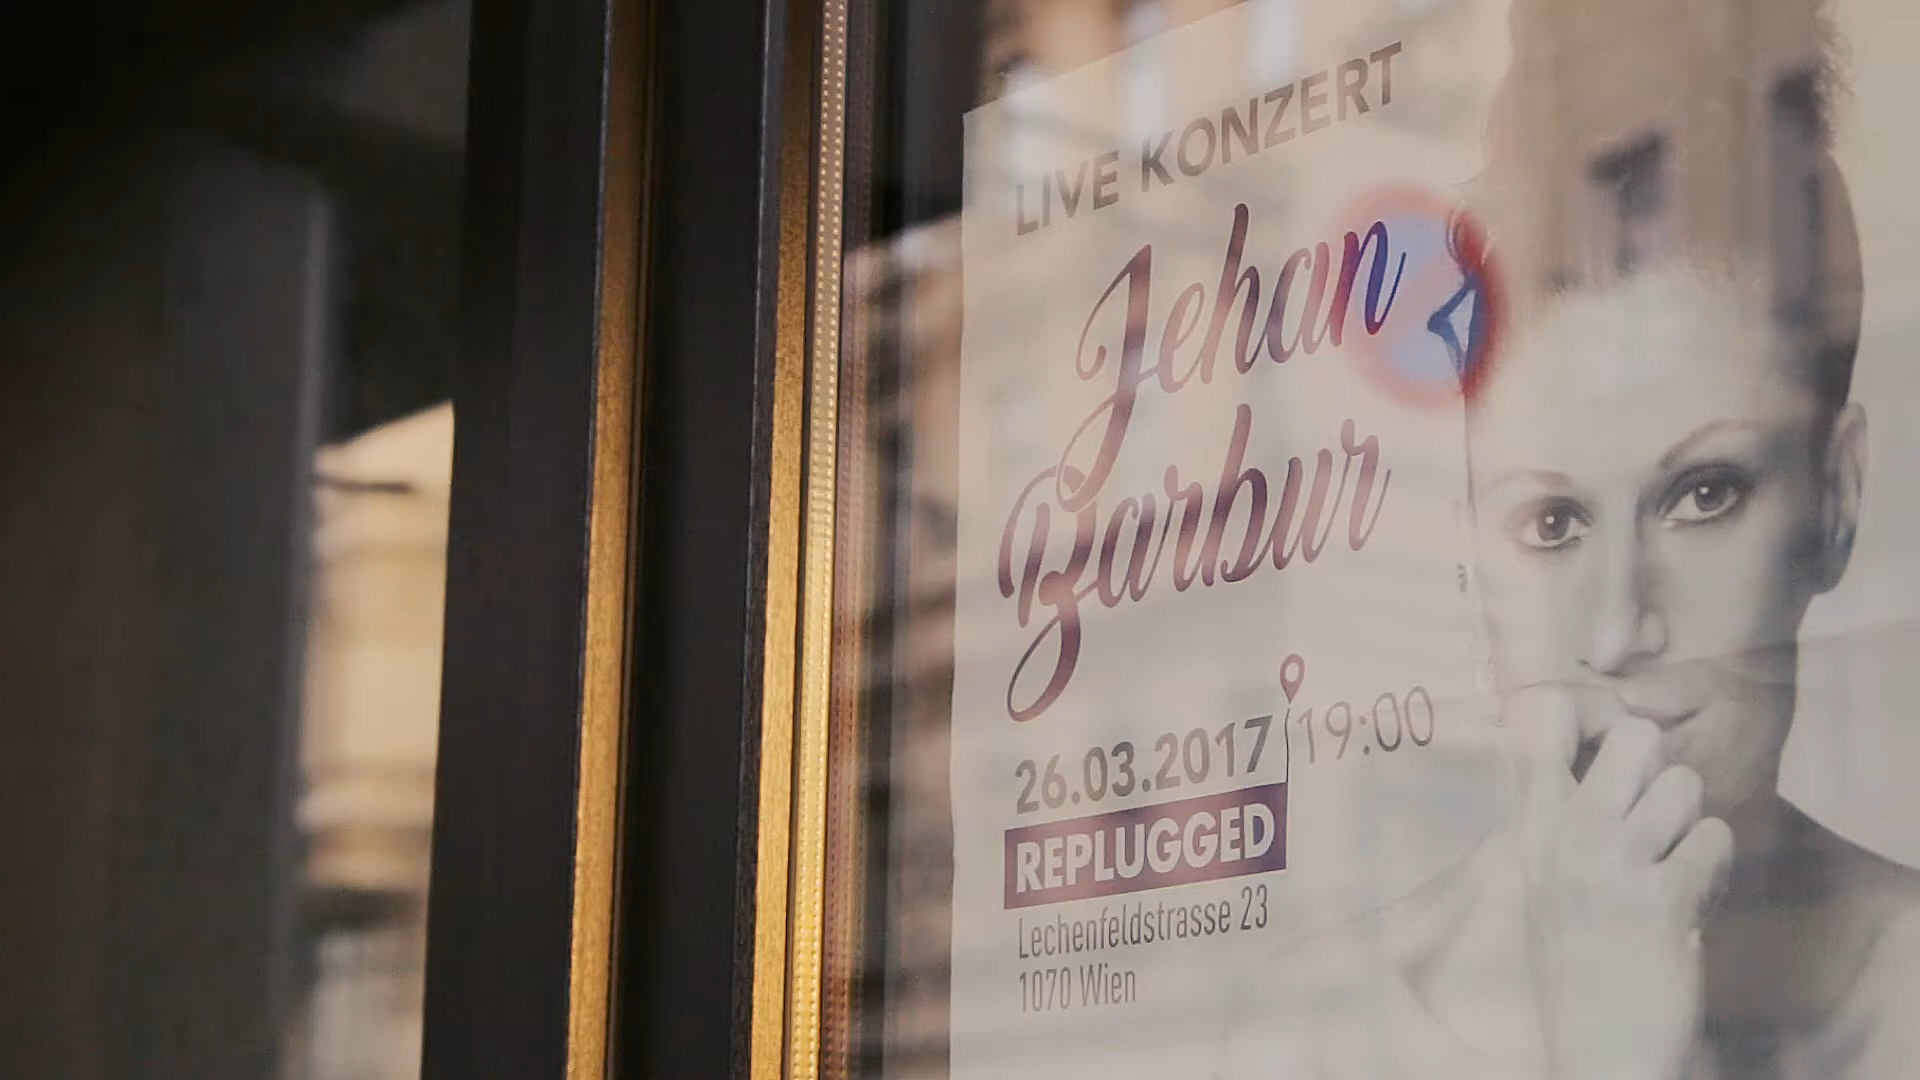 LIVE KONZERT
Jehan
Barbur
26.03.2017 19:00
REPLUGGED
Lechenfeldstrasse 23
1070 Wien